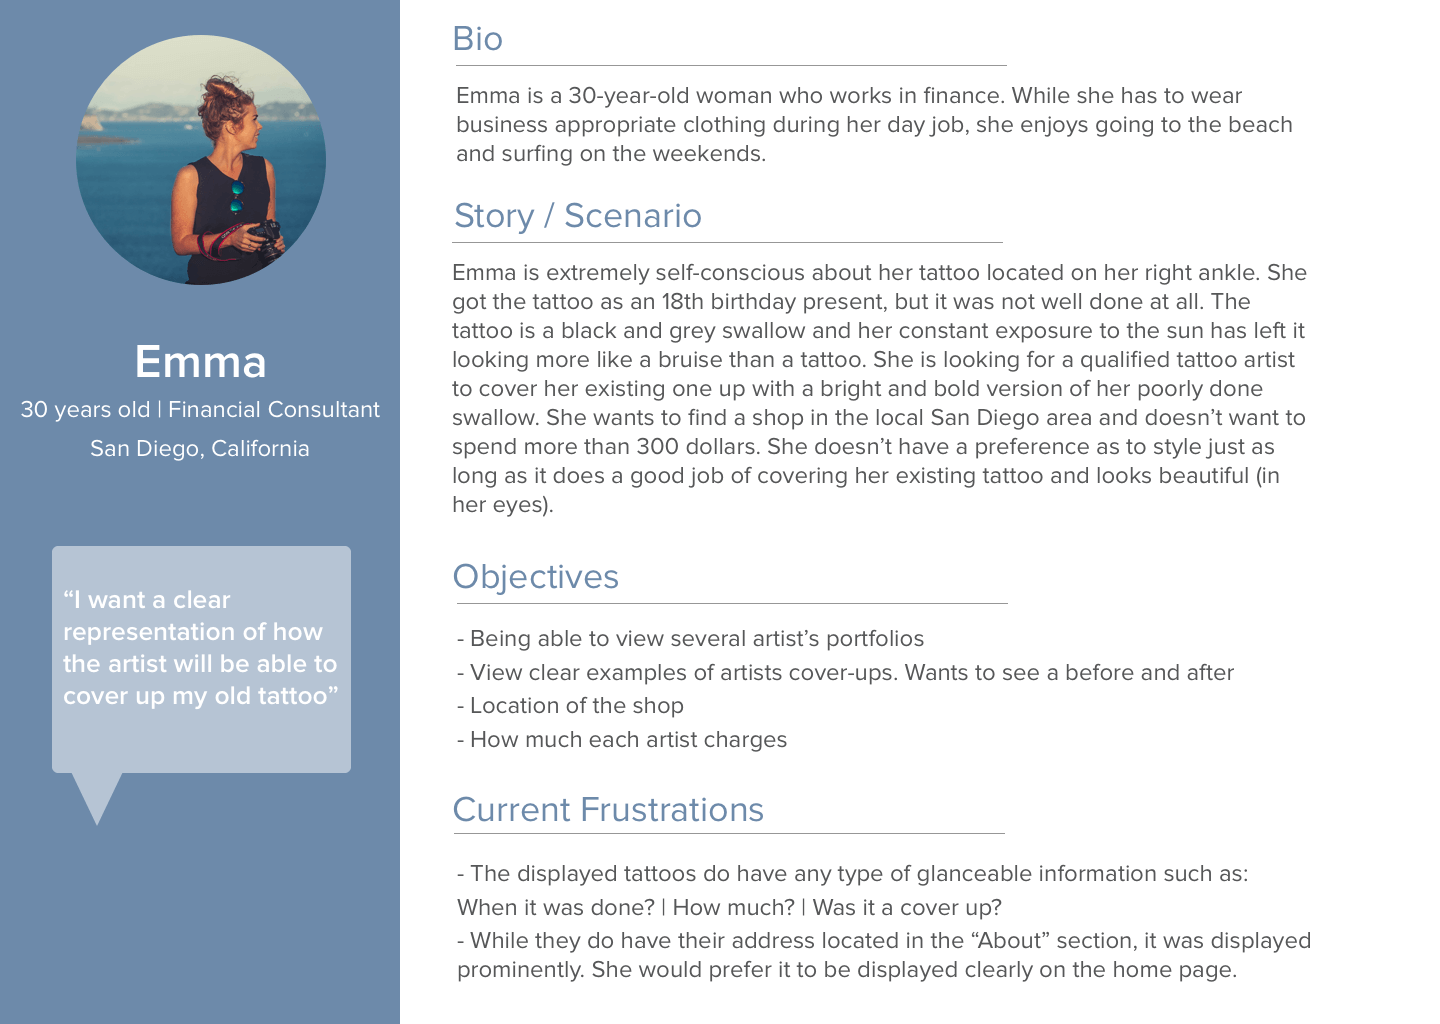 Emma
30 years old | Financial Consultant
San Diego, California
“I want a clear
representation of how
the artist will be able to
cover up my old tattoo”
Bio
Emma is a 30-year-old woman who works in finance. While she has to wear
business appropriate clothing during her day job, she enjoys going to the beach
and surfing on the weekends.
Story / Scenario
Emma is extremely self-conscious about her tattoo located on her right ankle. She
got the tattoo as an 18th birthday present, but it was not well done at all. The
tattoo is a black and grey swallow and her constant exposure to the sun has left it
looking more like a bruise than a tattoo. She is looking for a qualified tattoo artist
to cover her existing one up with a bright and bold version of her poorly done
swallow. She wants to find a shop in the local San Diego area and doesn’t want to
spend more than 300 dollars. She doesn’t have a preference as to style just as
long as it does a good job of covering her existing tattoo and looks beautiful (in
her eyes).
Objectives
- Being able to view several artist’s portfolios
- View clear examples of artists cover-ups. Wants to see a before and after
- Location of the shop
- How much each artist charges
Current Frustrations
- The displayed tattoos do have any type of glanceable information such as:
When it was done? | How much? | Was it a cover up?
- While they do have their address located in the “About” section, it was displayed
prominently. She would prefer it to be displayed clearly on the home page.